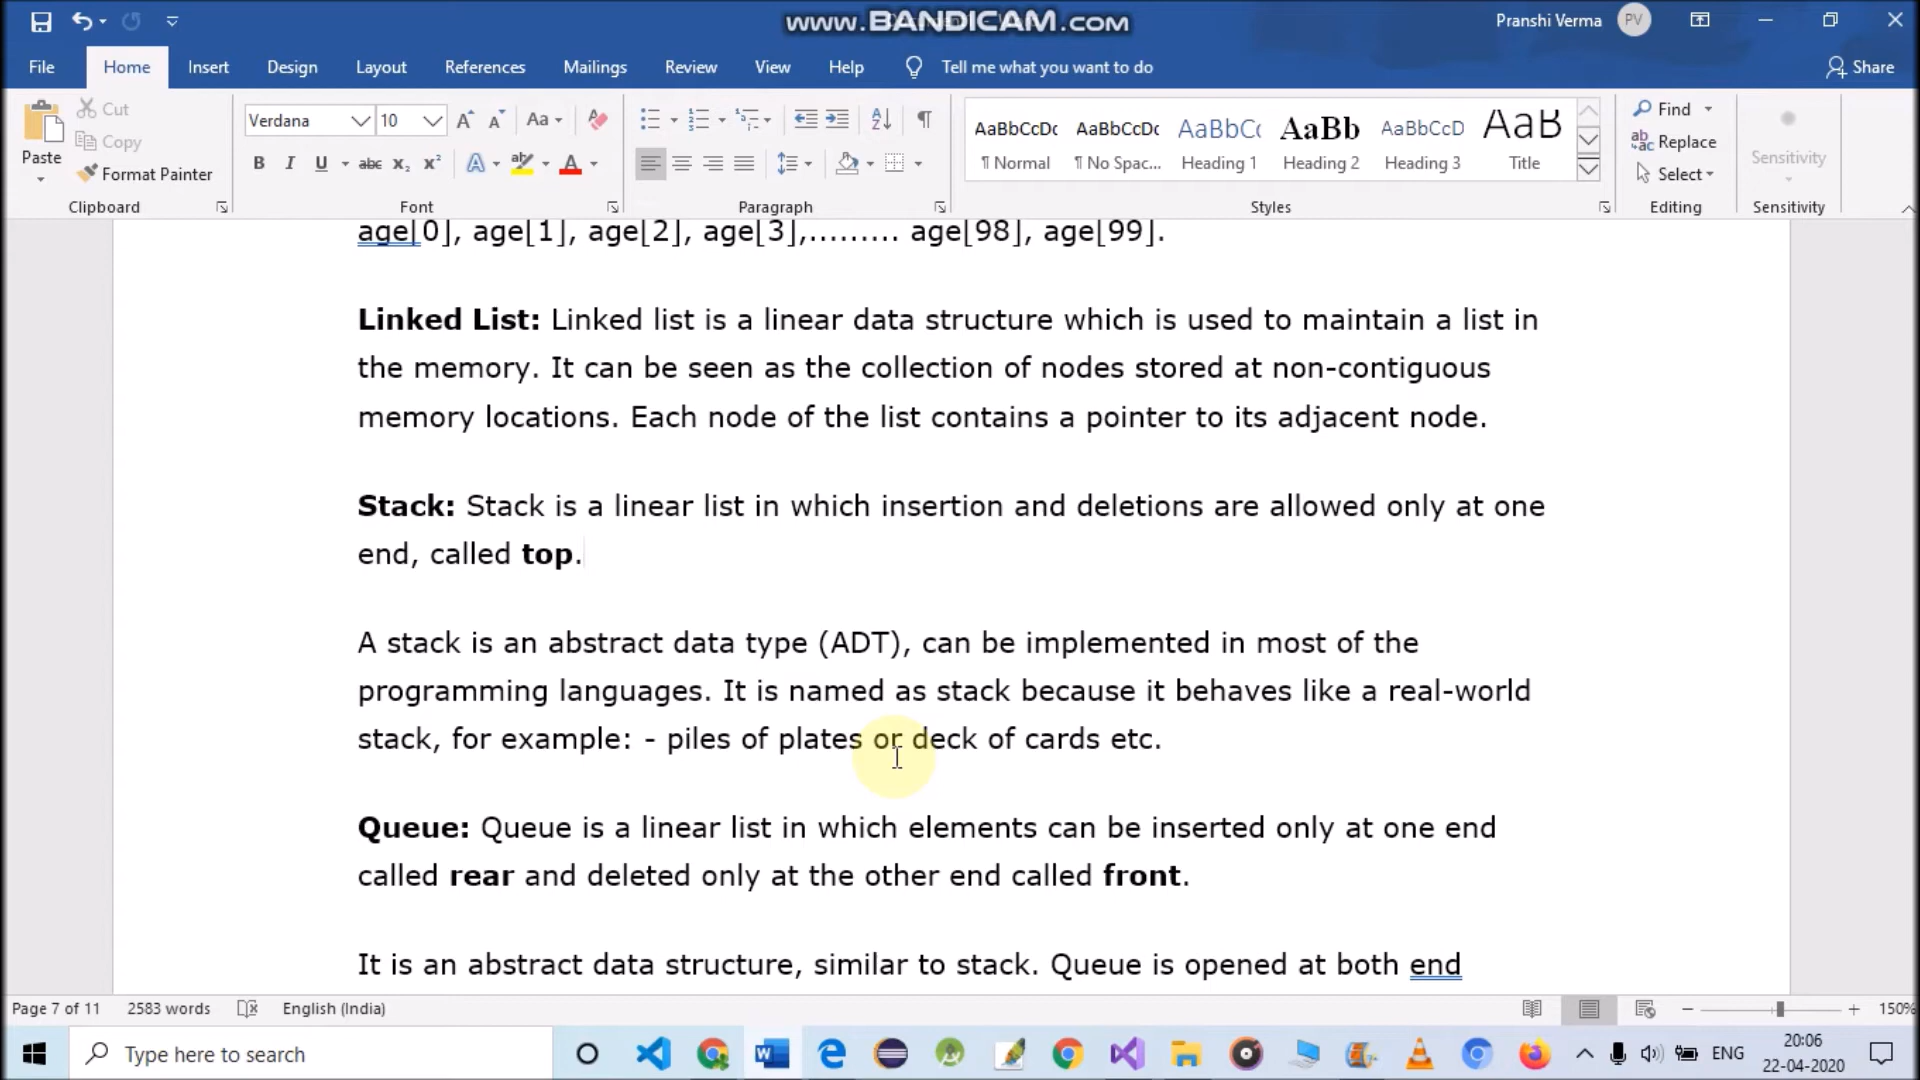 www.BANDICAM.com
Pranshi Verma PV
File Home Insert Design Layout References Mailings Review View Help Tell me what you want to do Share
Paste
Cut
Copy
Format Painter
Clipboard
Verdana 10
Font
Paragraph
AaBbCcDc AaBbCcDc AaBbCc AaBb AaBbCcD AaB
¶ Normal ¶ No Spac... Heading 1 Heading 2 Heading 3 Title
Styles
Find
Replace
Select
Editing
Sensitivity
Sensitivity
age[0], age[1], age[2], age[3],......... age[98], age[99].
Linked List: Linked list is a linear data structure which is used to maintain a list in
the memory. It can be seen as the collection of nodes stored at non-contiguous
memory locations. Each node of the list contains a pointer to its adjacent node.
Stack: Stack is a linear list in which insertion and deletions are allowed only at one
end, called top.
A stack is an abstract data type (ADT), can be implemented in most of the
programming languages. It is named as stack because it behaves like a real-world
stack, for example: - piles of plates or deck of cards etc.
Queue: Queue is a linear list in which elements can be inserted only at one end
called rear and deleted only at the other end called front.
It is an abstract data structure, similar to stack. Queue is opened at both end
Page 7 of 11 2583 words English (India) 150%
Type here to search
ENG
20:06
22-04-2020